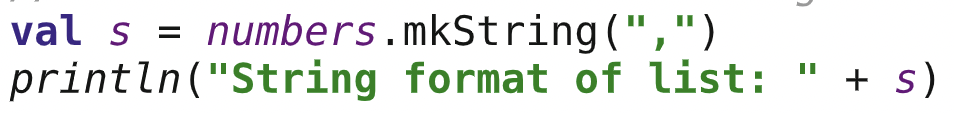 val s = numbers.mkString(",")
println("String format of list: " + s)